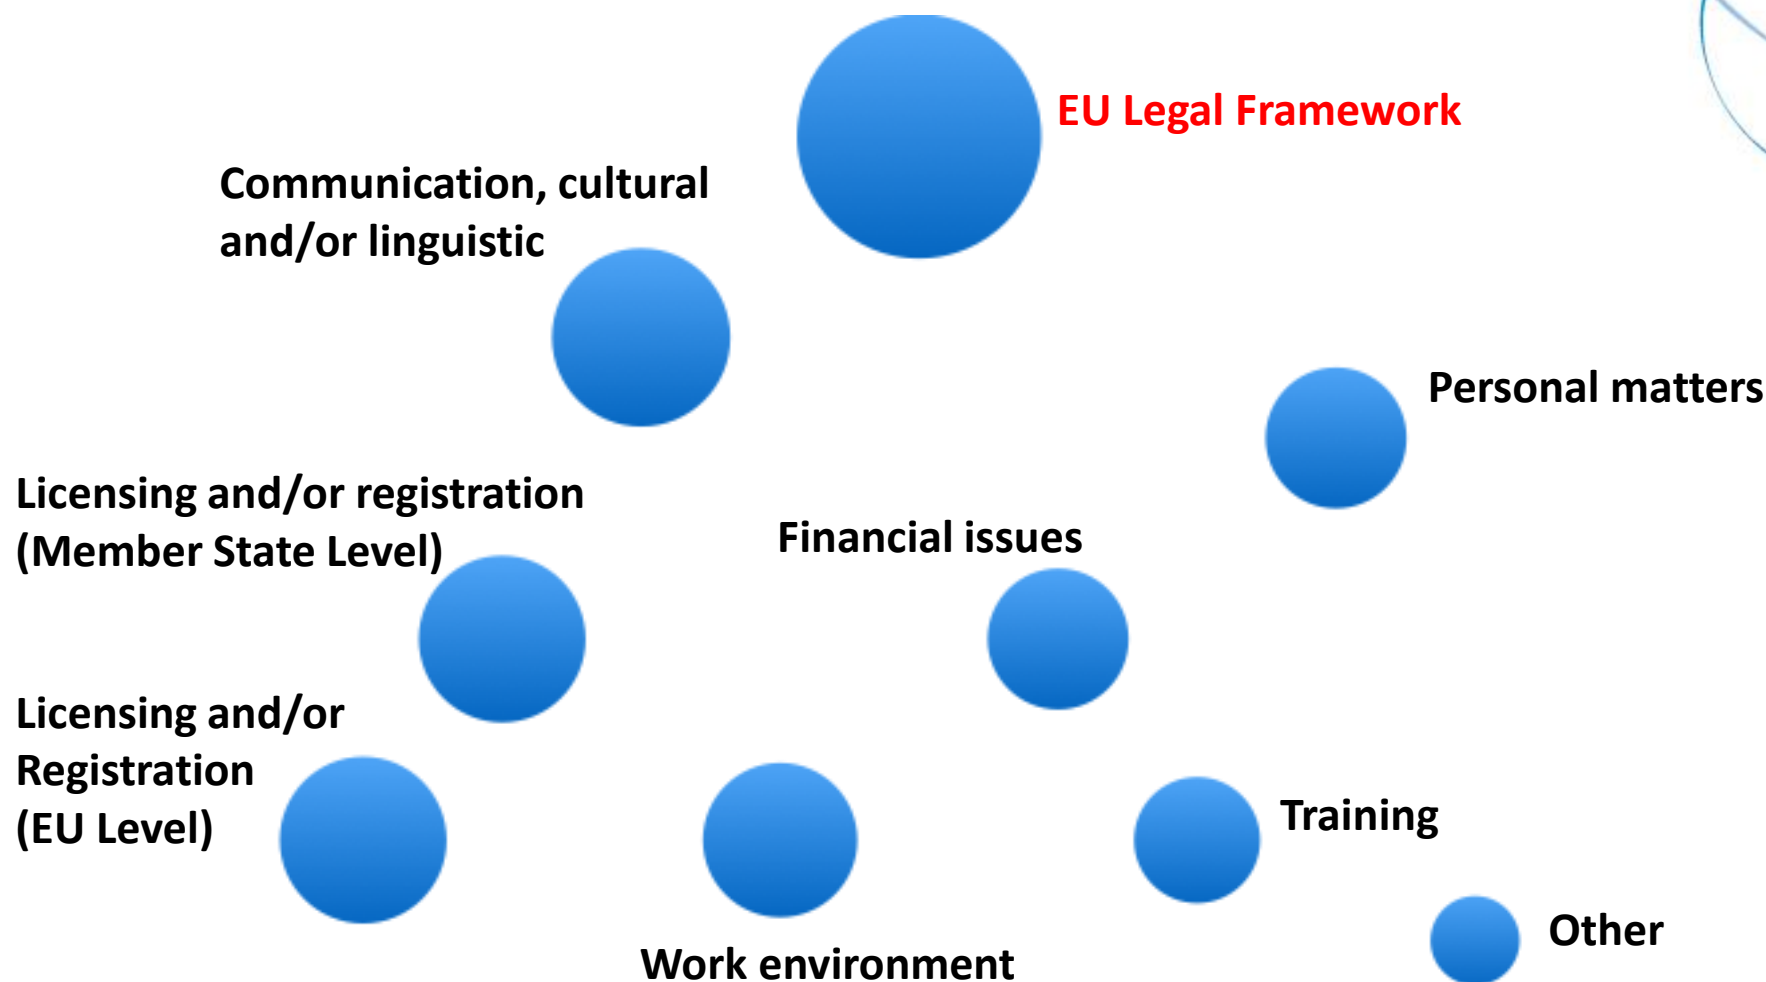 EU Legal Framework
Communication, cultural
and/or linguistic
Personal matters
Licensing and/or registration
(Member State Level)
Financial issues
Licensing and/or
Registration
(EU Level)
Training
Other
Work environment